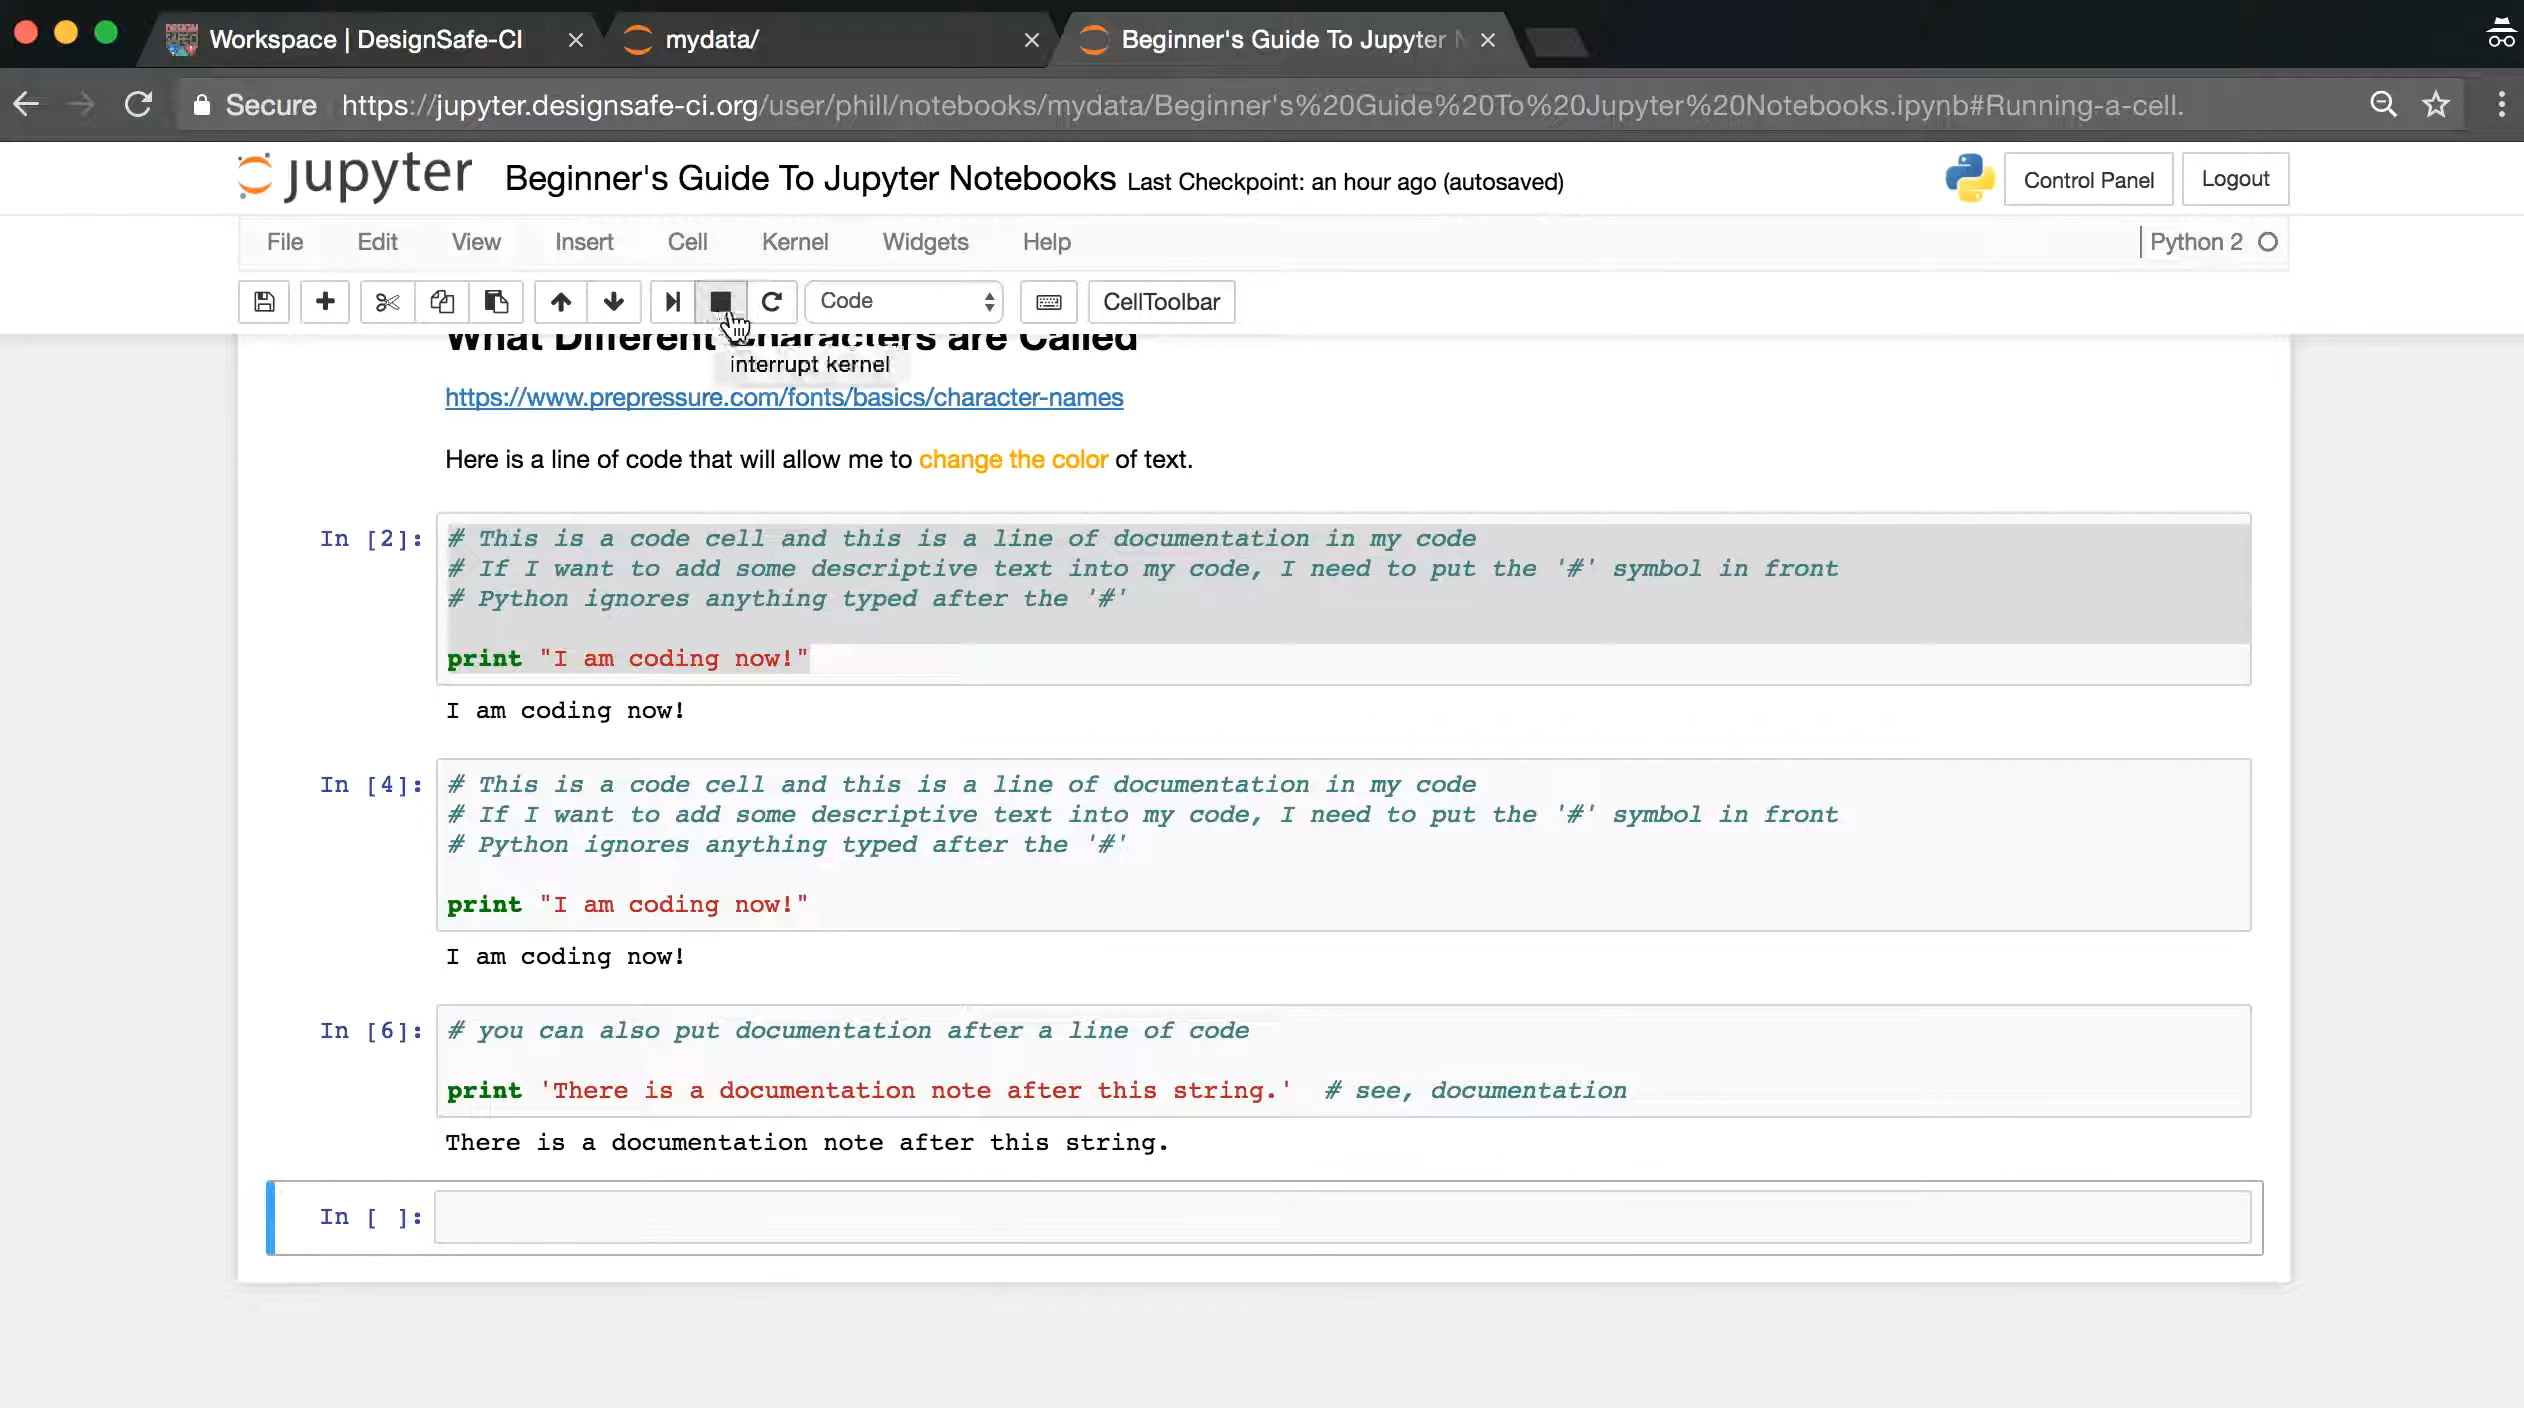 Workspace | DesignSafe-CI
mydata/
Beginner's Guide To Jupyter N
Secure https://jupyter.designsafe-ci.org/user/phill/notebooks/mydata/Beginner's%20Guide%20To%20Jupyter%20Notebooks.ipynb#Running-a-cell.
jupyter Beginner's Guide To Jupyter Notebooks Last Checkpoint: an hour ago (autosaved) Control Panel Logout
File Edit View Insert Cell Kernel Widgets Help Python 2
Code CellToolbar
What Different Characters are Called
interrupt kernel
https://www.prepressure.com/fonts/basics/character-names
Here is a line of code that will allow me to change the color of text.
In [2]: # This is a code cell and this is a line of documentation in my code
# If I want to add some descriptive text into my code, I need to put the '#' symbol in front
# Python ignores anything typed after the '#'
print "I am coding now!"
I am coding now!
In [4]: # This is a code cell and this is a line of documentation in my code
# If I want to add some descriptive text into my code, I need to put the '#' symbol in front
# Python ignores anything typed after the '#'
print "I am coding now!"
I am coding now!
In [6]: # you can also put documentation after a line of code
print 'There is a documentation note after this string.'  # see, documentation
There is a documentation note after this string.
In [ ]: